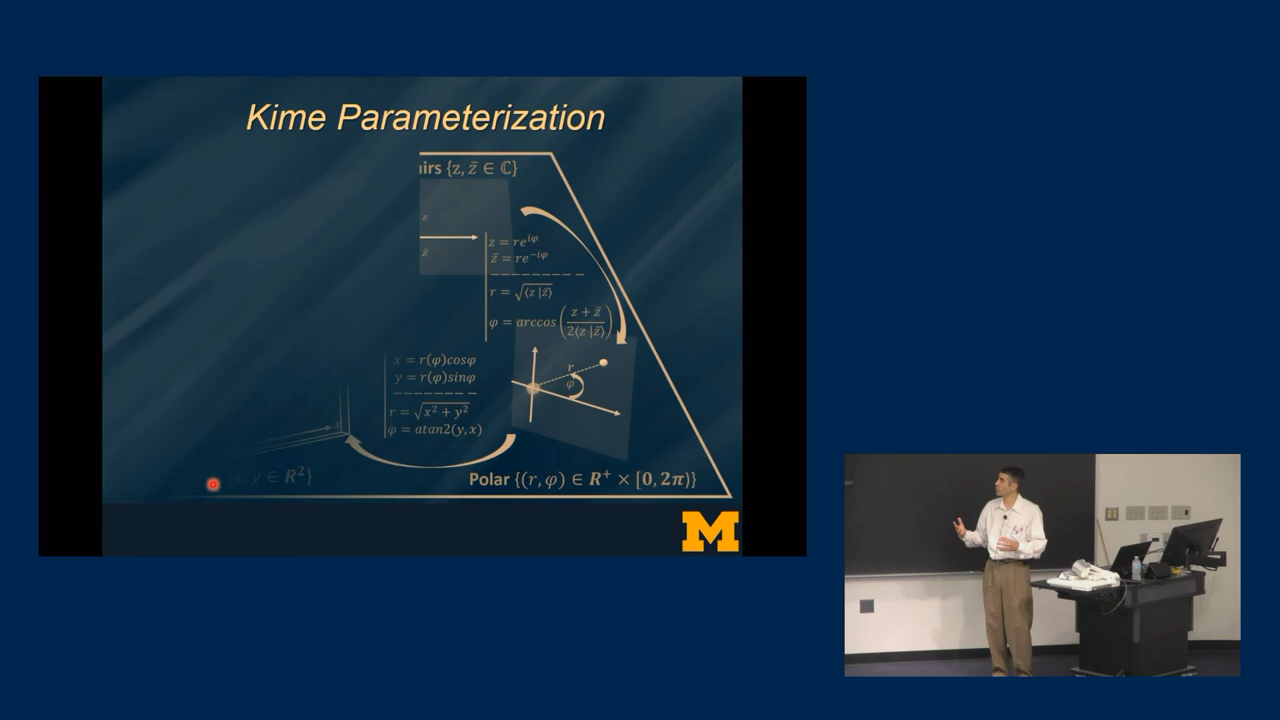 Kime Parameterization
irs {z, z̄ ∈ ℂ}
z
z̄
z = re^{iφ}
z̄ = re^{-iφ}
r = √⟨z |z̄⟩
φ = arccos ( (z + z̄) / 2⟨z |z̄⟩ )
x = r(φ)cosφ
y = r(φ)sinφ
r = √(x² + y²)
φ = atan2(y, x)
r
φ
x
y ∈ R²}
Polar {(r, φ) ∈ R⁺ × [0, 2π)}
M